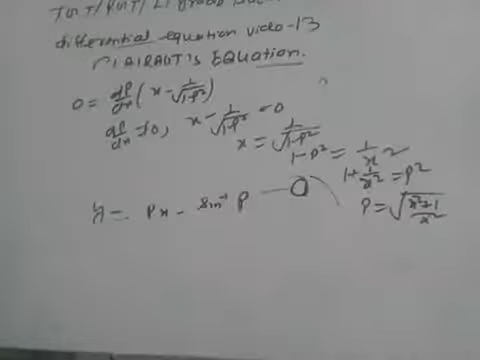 differential equation video-13
CLAIRAUT'S EQUATION.
0 = dp/dx (x - 1/√(1-p²))
dp/dx = 0, x - 1/√(1-p²) = 0
x = 1/√(1-p²)
1-p² = 1/x²
1+1/x² = p²
p = √((x²+1)/x²)
y = px - sin⁻¹ p